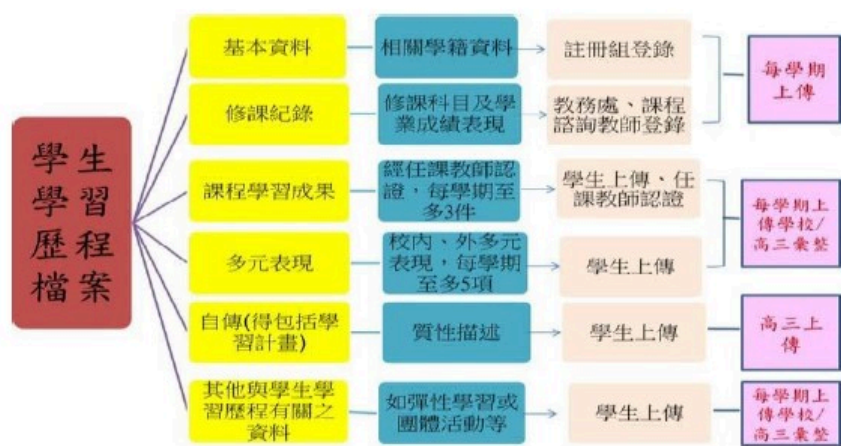 學生
學習
歷程
檔案
基本資料
相關學籍資料
註冊組登錄
每學期
上傳
修課紀錄
修課科目及學
業成績表現
教務處、課程
諮詢教師登錄
課程學習成果
經任課教師認
證，每學期至
多3件
學生上傳、任
課教師認證
每學期上
傳學校/
高三彙整
多元表現
校內、外多元
表現，每學期
至多5項
學生上傳
自傳(得包括學
習計畫)
質性描述
學生上傳
高三上
傳
其他與學生學
習歷程有關之
資料
如彈性學習或
團體活動等
學生上傳
每學期上
傳學校/
高三彙整